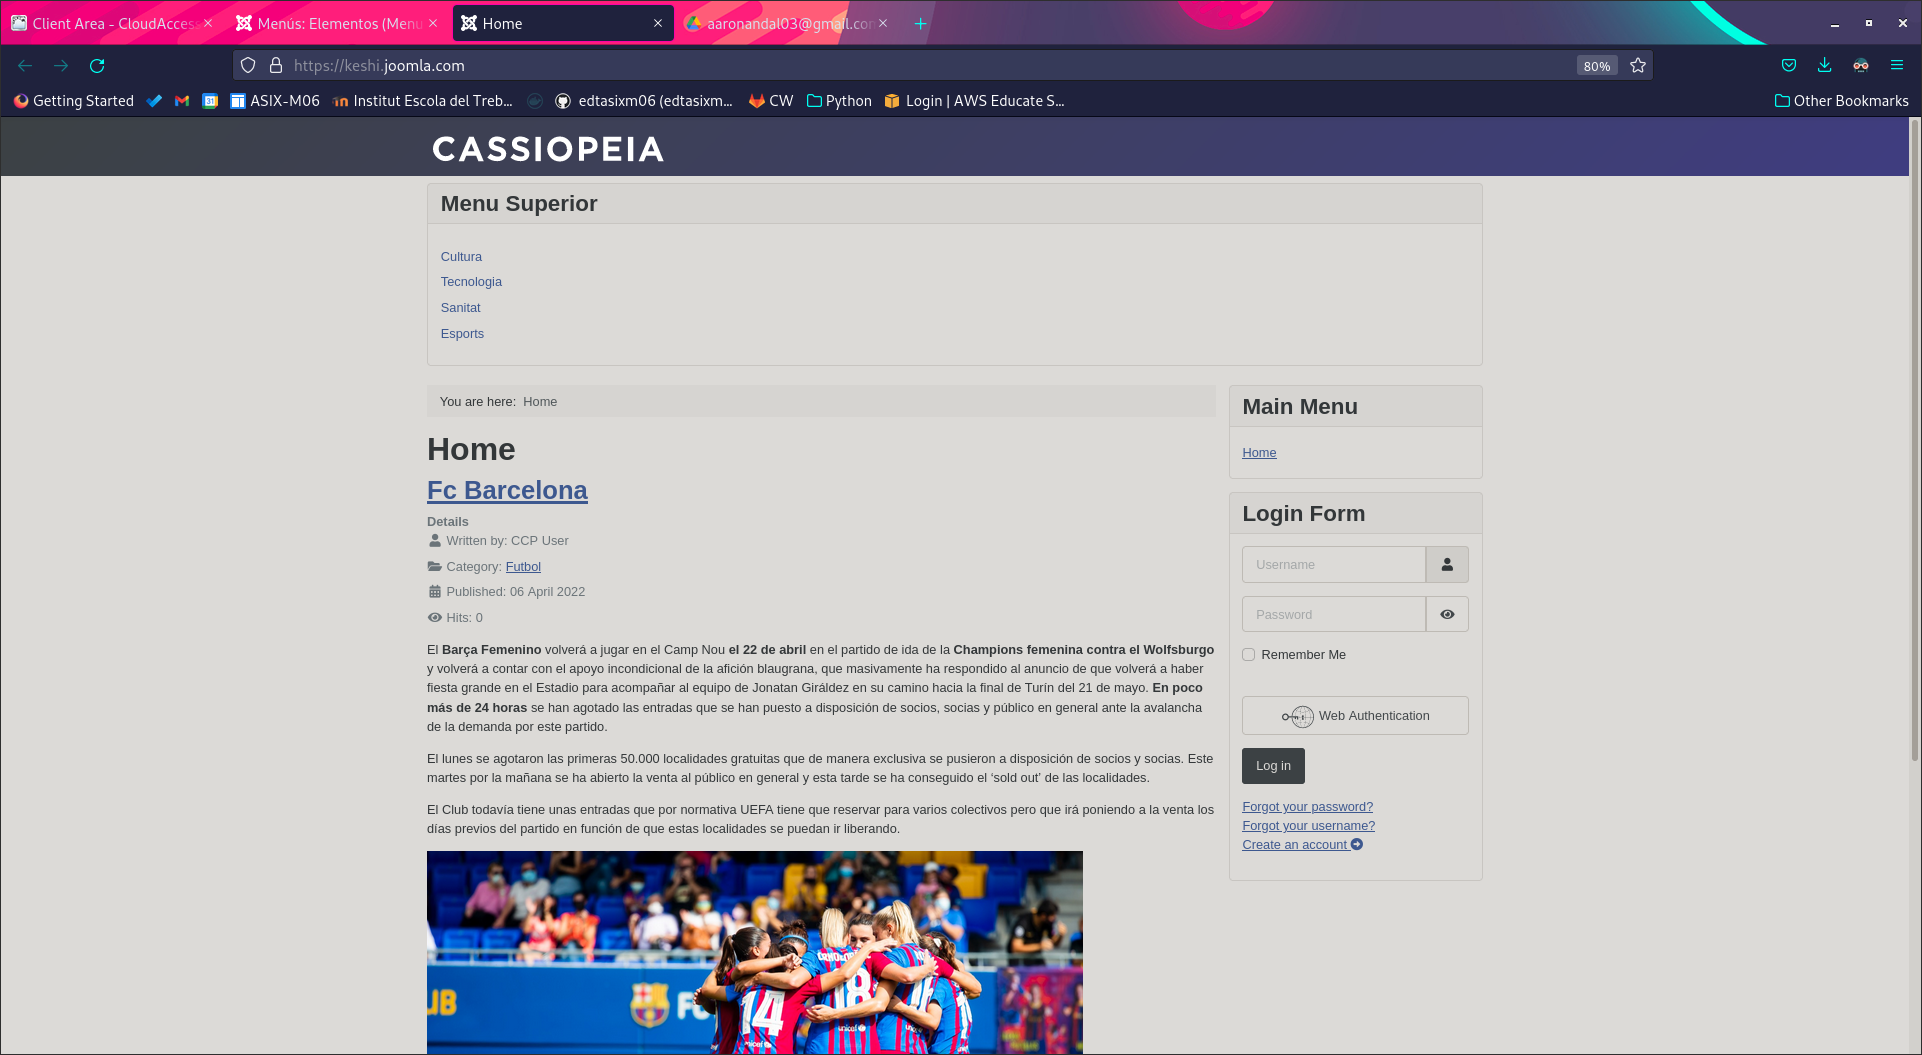 Client Area - CloudAcces
Menús: Elementos (Menu
Home
aaronandal03@gmail.co
https://keshi.joomla.com
80%
Getting Started
31
ASIX-M06
Institut Escola del Treb...
edtasixm06 (edtasixm...
CW
Python
Login | AWS Educate S...
Other Bookmarks
CASSIOPEIA
Menu Superior
Cultura
Tecnologia
Sanitat
Esports
You are here: Home
Home
Fc Barcelona
Details
Written by: CCP User
Category: Futbol
Published: 06 April 2022
Hits: 0
El Barça Femenino volverá a jugar en el Camp Nou el 22 de abril en el partido de ida de la Champions femenina contra el Wolfsburgo
y volverá a contar con el apoyo incondicional de la afición blaugrana, que masivamente ha respondido al anuncio de que volverá a haber
fiesta grande en el Estadio para acompañar al equipo de Jonatan Giráldez en su camino hacia la final de Turín del 21 de mayo. En poco
más de 24 horas se han agotado las entradas que se han puesto a disposición de socios, socias y público en general ante la avalancha
de la demanda por este partido.
El lunes se agotaron las primeras 50.000 localidades gratuitas que de manera exclusiva se pusieron a disposición de socios y socias. Este
martes por la mañana se ha abierto la venta al público en general y esta tarde se ha conseguido el ‘sold out’ de las localidades.
El Club todavía tiene unas entradas que por normativa UEFA tiene que reservar para varios colectivos pero que irá poniendo a la venta los
días previos del partido en función de que estas localidades se puedan ir liberando.
UB
FC
18
14
unicef
unicef
unicef
Main Menu
Home
Login Form
Username
Password
Remember Me
Web Authentication
Log in
Forgot your password?
Forgot your username?
Create an account